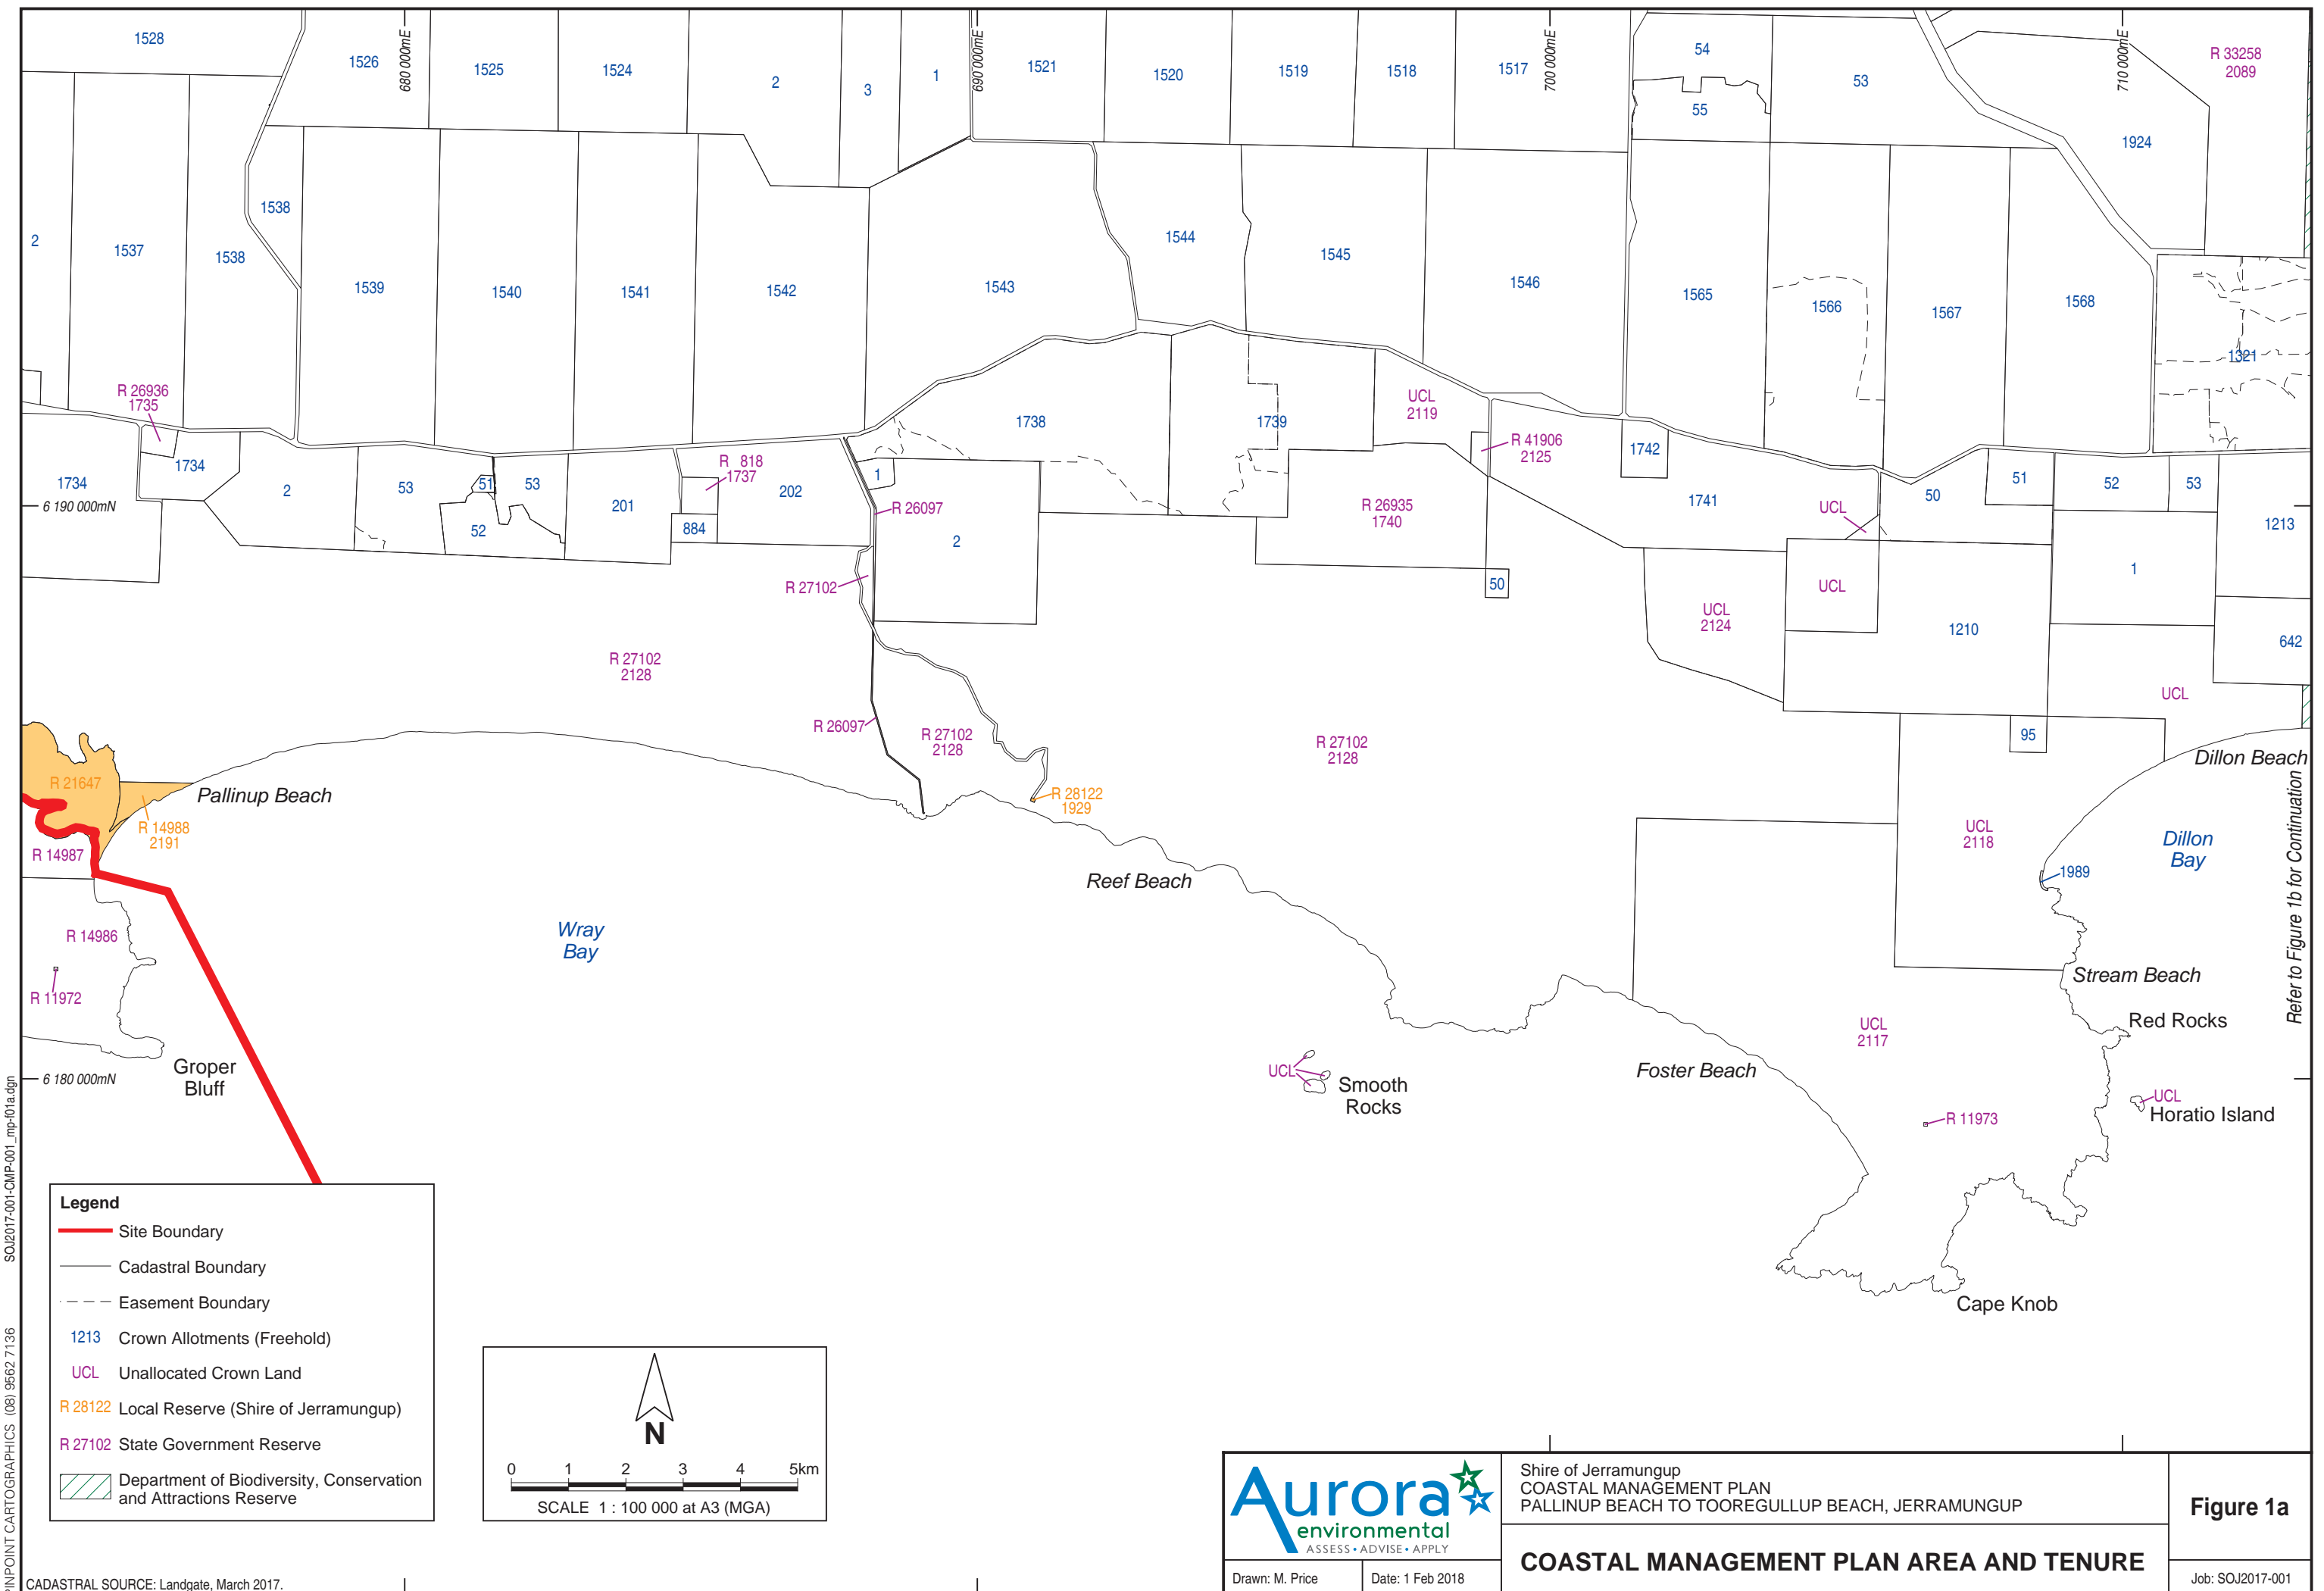 680 000mE
690 000mE
700 000mE
710 000mE
1528
1526
1525
1524
2
3
1
1521
1520
1519
1518
1517
54
55
53
R 33258
2089
1924
2
1537
1538
1538
1539
1540
1541
1542
1543
1544
1545
1546
1565
1566
1567
1568
1321
R 26936
1735
1734
1734
2
53
51
53
52
201
R 818
1737
884
202
1
R 26097
2
1738
1739
UCL
2119
R 41906
2125
1742
1741
UCL
50
51
52
53
1213
R 26935
1740
50
6 190 000mN
R 27102
UCL
2124
UCL
1210
1
642
UCL
95
R 27102
2128
R 26097
R 27102
2128
R 27102
2128
R 28122
1929
R 21647
R 14988
2191
Pallinup Beach
R 14987
R 14986
R 11972
Groper
Bluff
6 180 000mN
Wray
Bay
Reef Beach
UCL
Smooth
Rocks
Foster Beach
UCL
2118
UCL
2117
R 11973
1989
Dillon Beach
Dillon
Bay
Stream Beach
Red Rocks
UCL
Horatio Island
Cape Knob
Refer to Figure 1b for Continuation
Legend
Site Boundary
Cadastral Boundary
Easement Boundary
1213 Crown Allotments (Freehold)
UCL Unallocated Crown Land
R 28122 Local Reserve (Shire of Jerramungup)
R 27102 State Government Reserve
Department of Biodiversity, Conservation
and Attractions Reserve
N
0 1 2 3 4 5km
SCALE 1 : 100 000 at A3 (MGA)
Aurora
environmental
ASSESS • ADVISE • APPLY
Drawn: M. Price
Date: 1 Feb 2018
Shire of Jerramungup
COASTAL MANAGEMENT PLAN
PALLINUP BEACH TO TOOREGULLUP BEACH, JERRAMUNGUP
COASTAL MANAGEMENT PLAN AREA AND TENURE
Figure 1a
Job: SOJ2017-001
CADASTRAL SOURCE: Landgate, March 2017.
PINPOINT CARTOGRAPHICS (08) 9562 7136
SOJ2017-001-CMP-001_mp-f01a.dgn